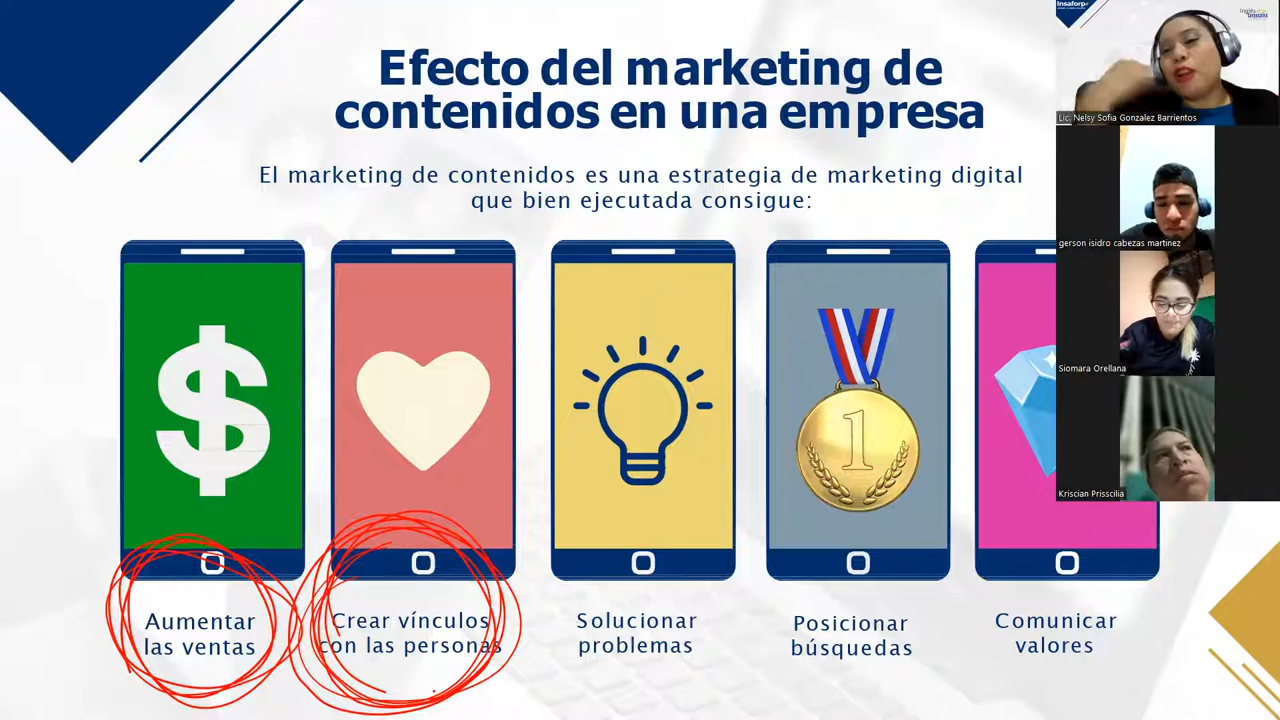 Efecto del marketing de
contenidos en una empresa
El marketing de contenidos es una estrategia de marketing digital
que bien ejecutada consigue:
1
Aumentar
las ventas
Crear vínculos
con las personas
Solucionar
problemas
Posicionar
búsquedas
Comunicar
valores
Insaforp
Inglés
Lic. Nelsy Sofia Gonzalez Barrientos
gerson isidro cabezas martinez
Siomara Orellana
Kriscian Prisscilia